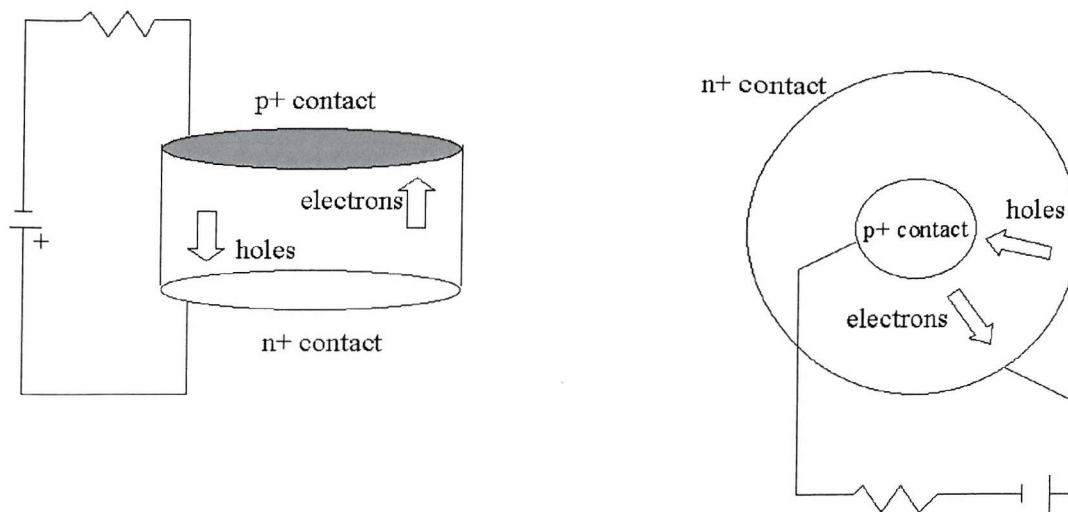 p+ contact
electrons
holes
+
n+ contact
n+ contact
holes
p+ contact
electrons